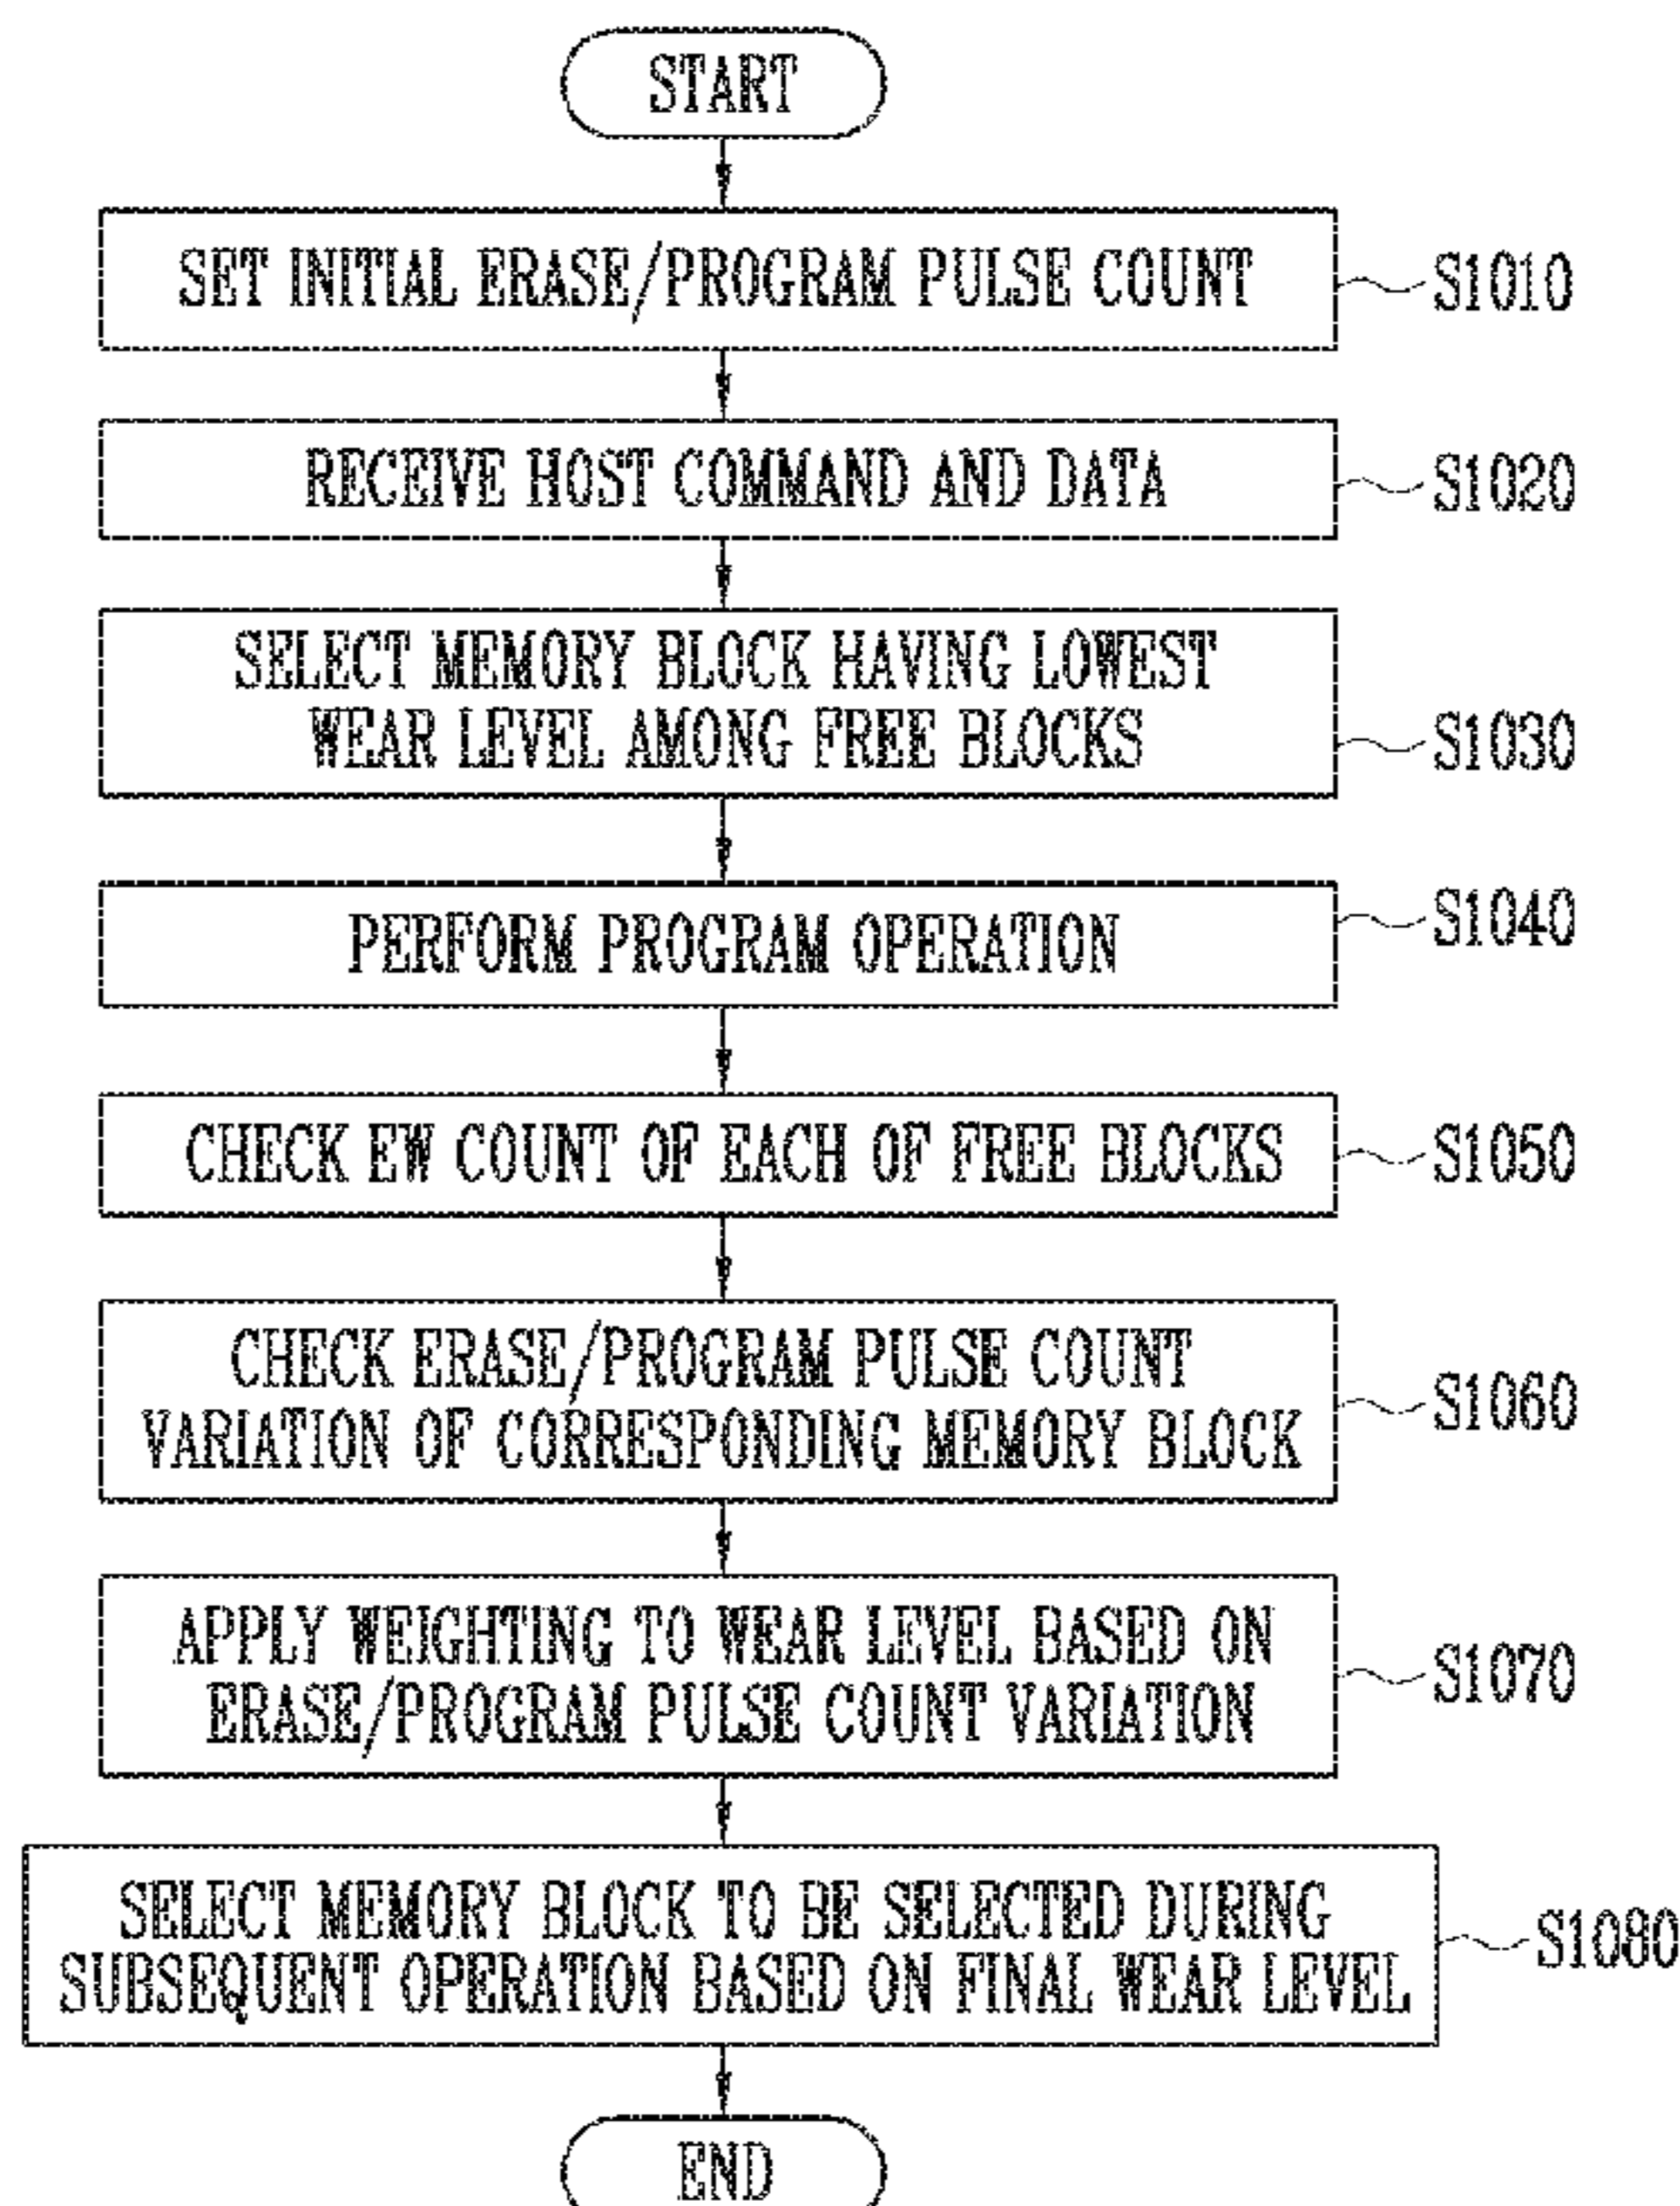 START
SET INITIAL ERASE/PROGRAM PULSE COUNT
S1010
RECEIVE HOST COMMAND AND DATA
S1020
SELECT MEMORY BLOCK HAVING LOWEST
WEAR LEVEL AMONG FREE BLOCKS
S1030
PERFORM PROGRAM OPERATION
S1040
CHECK EW COUNT OF EACH OF FREE BLOCKS
S1050
CHECK ERASE/PROGRAM PULSE COUNT
VARIATION OF CORRESPONDING MEMORY BLOCK
S1060
APPLY WEIGHTING TO WEAR LEVEL BASED ON
ERASE/PROGRAM PULSE COUNT VARIATION
S1070
SELECT MEMORY BLOCK TO BE SELECTED DURING
SUBSEQUENT OPERATION BASED ON FINAL WEAR LEVEL
S1080
END